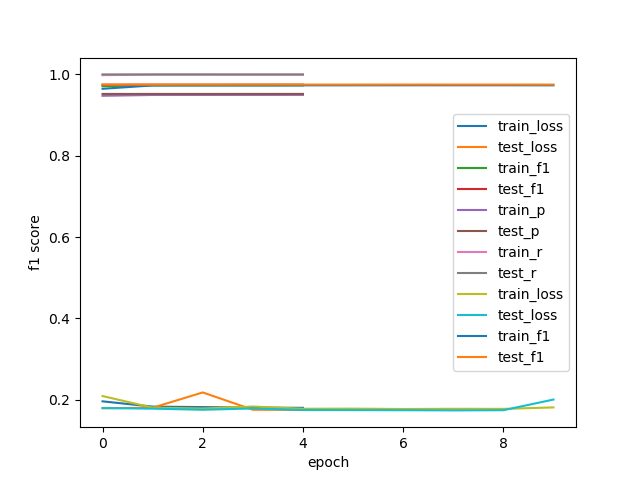 1.0
0.8
0.6
0.4
0.2
f1 score
0
2
4
6
8
epoch
train_loss
test_loss
train_f1
test_f1
train_p
test_p
train_r
test_r
train_loss
test_loss
train_f1
test_f1